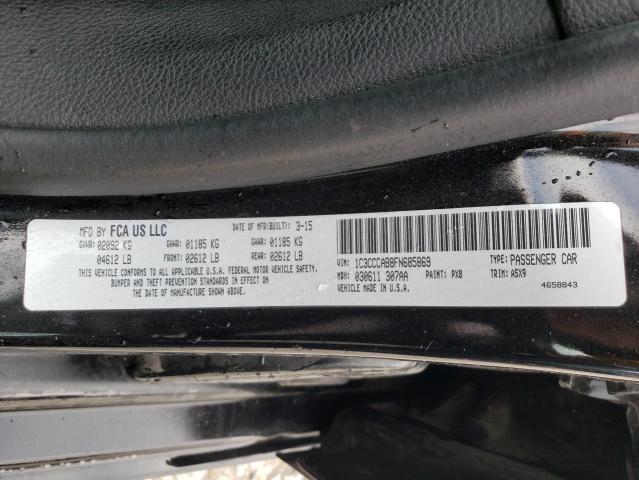 MFD BY FCA US LLC DATE OF MFR(BUILT): 3-15
GVWR: 02092 KG GAWR: 01185 KG GAWR: 01185 KG
04612 LB FRONT: 02612 LB REAR: 02612 LB
THIS VEHICLE CONFORMS TO ALL APPLICABLE U.S.A. FEDERAL MOTOR VEHICLE SAFETY,
BUMPER AND THEFT PREVENTION STANDARDS IN EFFECT ON
THE DATE OF MANUFACTURE SHOWN ABOVE.
VIN: 1C3CCCAB8FN685869 TYPE: PASSENGER CAR
MDH: 030611 307AA PAINT: PX8 TRIM: A5X9
VEHICLE MADE IN U.S.A. 4658843